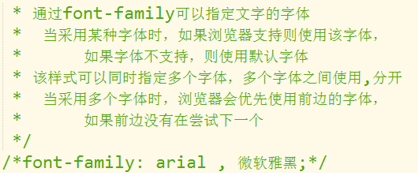 * 通过font-family可以指定文字的字体
* 当采用某种字体时，如果浏览器支持则使用该字体，
* 如果字体不支持，则使用默认字体
* 该样式可以同时指定多个字体，多个字体之间使用,分开
* 当采用多个字体时，浏览器会优先使用前边的字体，
* 如果前边没有在尝试下一个
*/
/*font-family: arial , 微软雅黑;*/